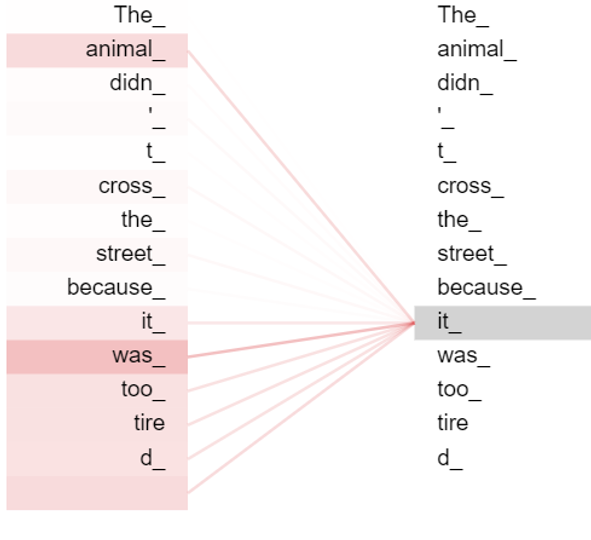 The_ The_
animal_ animal_
didn_ didn_
'_ '_
t_ t_
cross_ cross_
the_ the_
street_ street_
because_ because_
it_ it_
was_ was_
too_ too_
tire tire
d_ d_